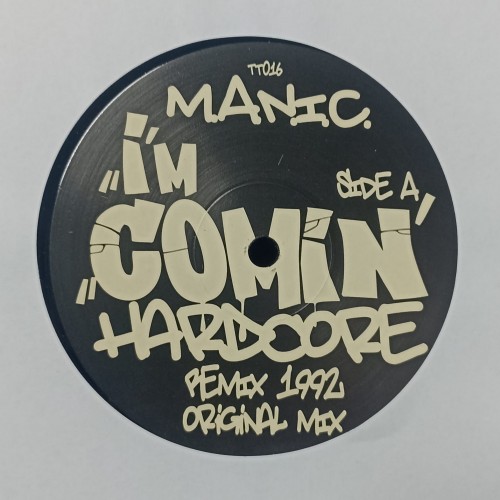 TT016
M.A.N.I.C.
"I'M
SIDE A
COMIN'
HARDCORE
REMIX 1992
ORIGINAL MIX